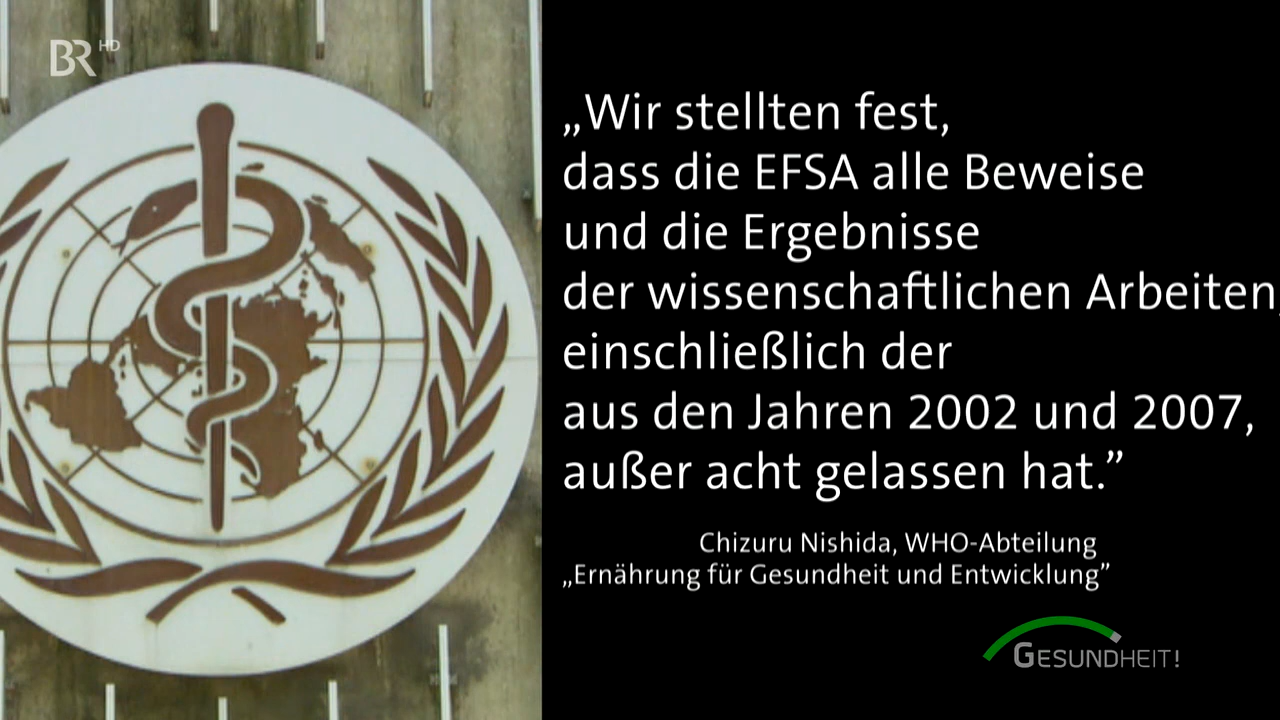 BR HD
„Wir stellten fest,
dass die EFSA alle Beweise
und die Ergebnisse
der wissenschaftlichen Arbeiten,
einschließlich der
aus den Jahren 2002 und 2007,
außer acht gelassen hat.”
Chizuru Nishida, WHO-Abteilung
„Ernährung für Gesundheit und Entwicklung”
GESUNDHEIT!